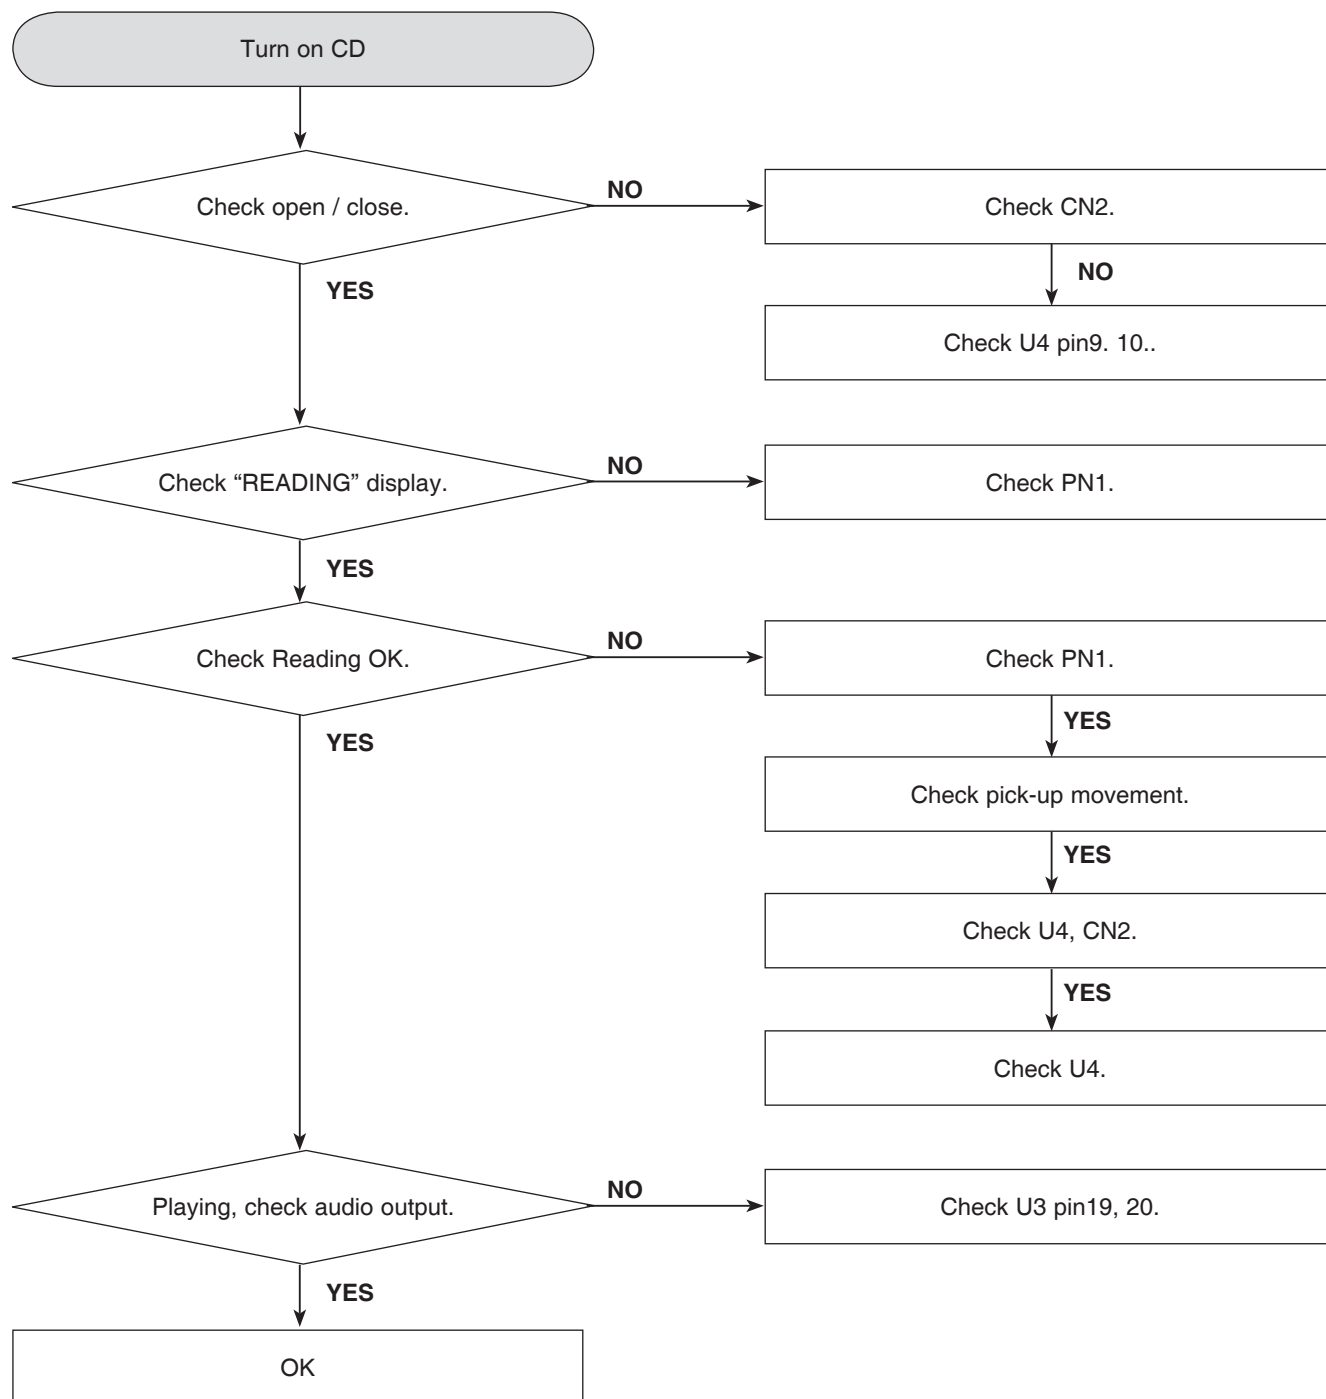 Turn on CD
Check open / close.
NO
Check CN2.
NO
Check U4 pin9. 10..
YES
Check “READING” display.
NO
Check PN1.
YES
Check Reading OK.
NO
Check PN1.
YES
Check pick-up movement.
YES
Check U4, CN2.
YES
Check U4.
YES
Playing, check audio output.
NO
Check U3 pin19, 20.
YES
OK